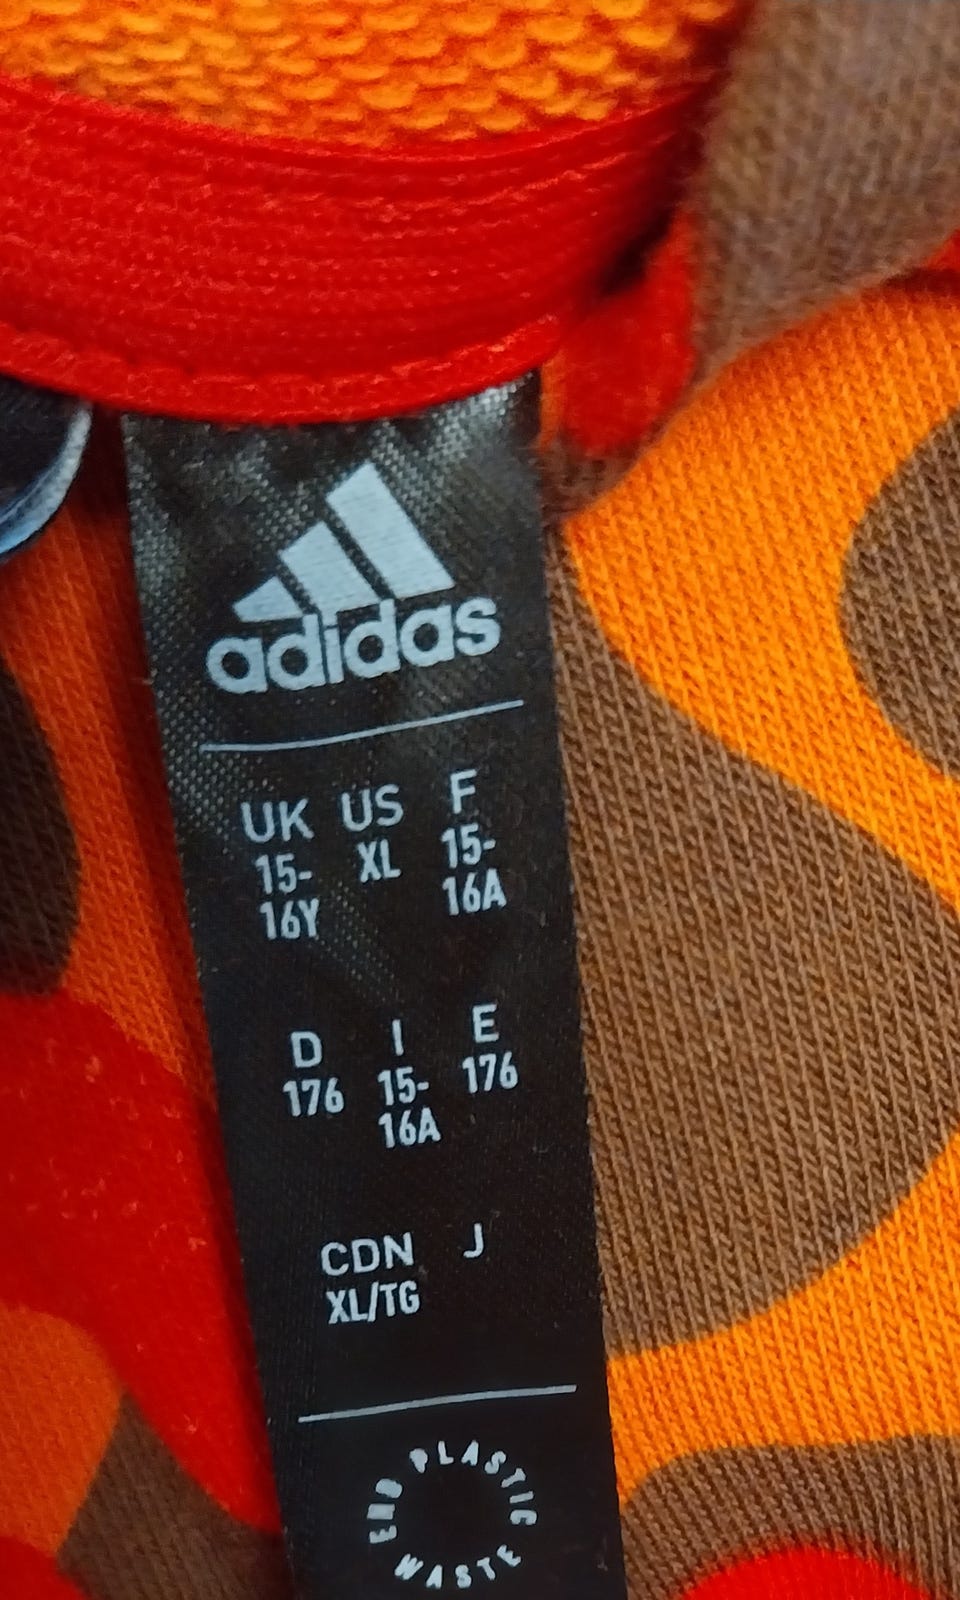 adidas
UK US F
15- XL 15-
16Y 16A
D I E
176 15- 176
16A
CDN J
XL/TG
END PLASTIC WASTE